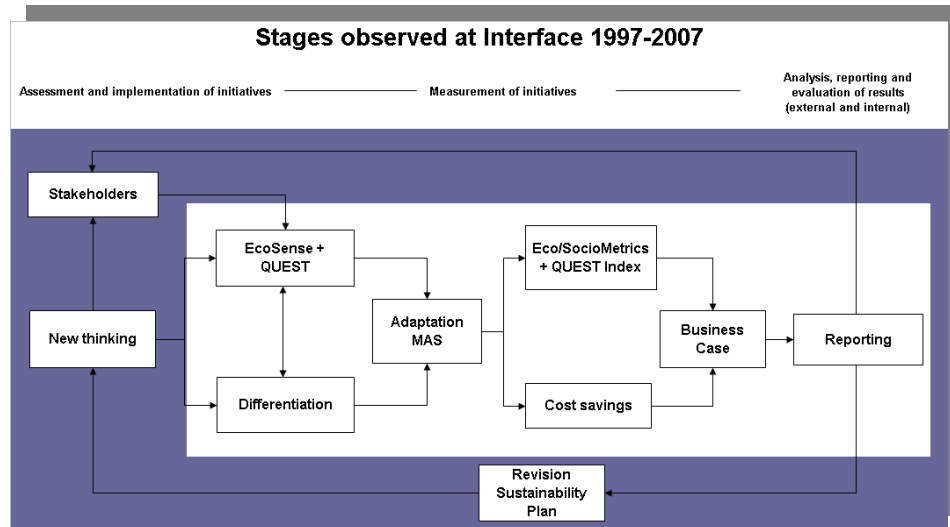 Stages observed at Interface 1997-2007
Assessment and implementation of initiatives
Measurement of initiatives
Analysis, reporting and
evaluation of results
(external and internal)
Stakeholders
EcoSense +
QUEST
Eco/SocioMetrics
+ QUEST Index
New thinking
Adaptation
MAS
Business
Case
Reporting
Differentiation
Cost savings
Revision
Sustainability
Plan